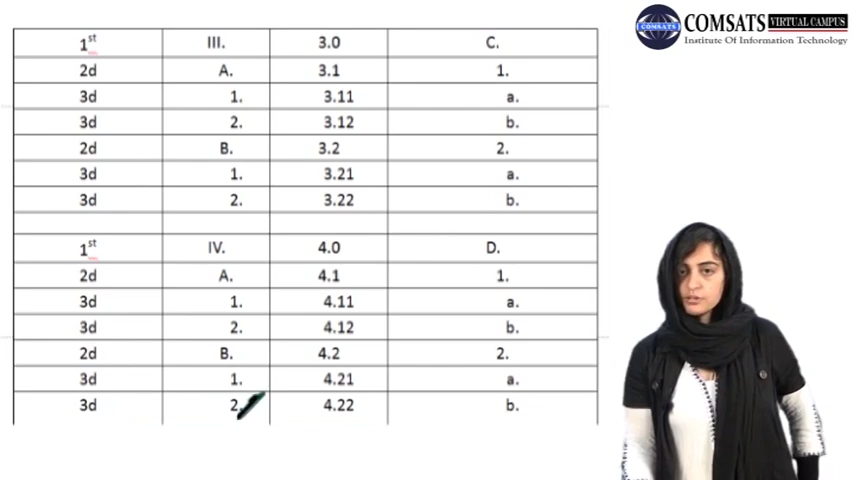 COMSATS VIRTUAL CAMPUS
Institute Of Information Technology
1st III. 3.0 C.
2d A. 3.1 1.
3d 1. 3.11 a.
3d 2. 3.12 b.
2d B. 3.2 2.
3d 1. 3.21 a.
3d 2. 3.22 b.
1st IV. 4.0 D.
2d A. 4.1 1.
3d 1. 4.11 a.
3d 2. 4.12 b.
2d B. 4.2 2.
3d 1. 4.21 a.
3d 2. 4.22 b.